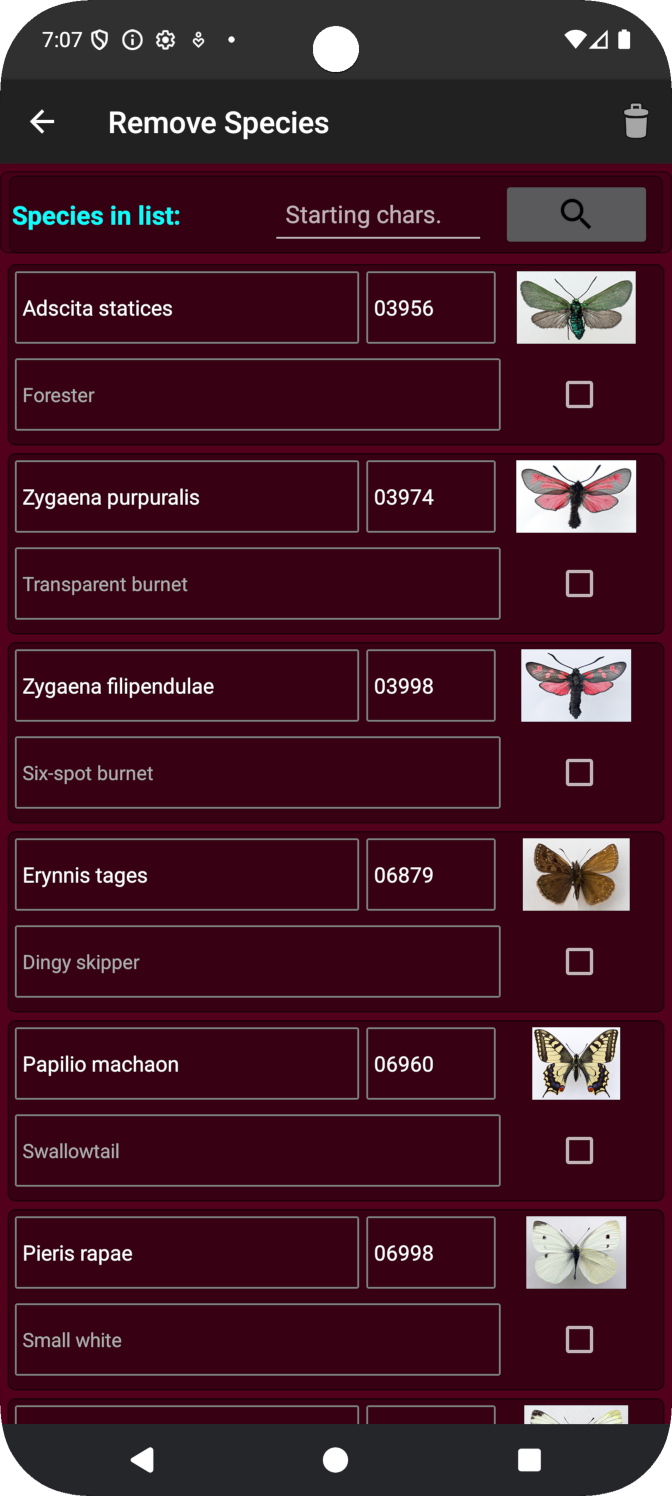 7:07
Remove Species
Species in list: Starting chars.
Adscita statices 03956
Forester
Zygaena purpuralis 03974
Transparent burnet
Zygaena filipendulae 03998
Six-spot burnet
Erynnis tages 06879
Dingy skipper
Papilio machaon 06960
Swallowtail
Pieris rapae 06998
Small white